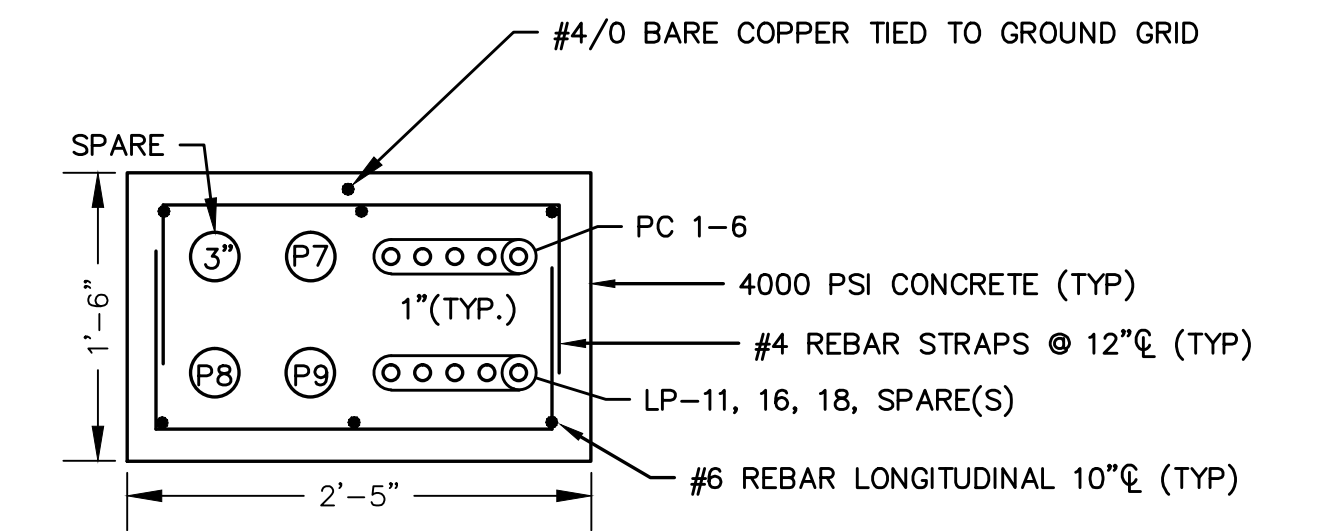 #4/0 BARE COPPER TIED TO GROUND GRID
SPARE
3" P7
PC 1-6
1"(TYP.)
4000 PSI CONCRETE (TYP)
1'-6"
#4 REBAR STRAPS @ 12"℄ (TYP)
P8 P9
LP-11, 16, 18, SPARE(S)
#6 REBAR LONGITUDINAL 10"℄ (TYP)
2'-5"